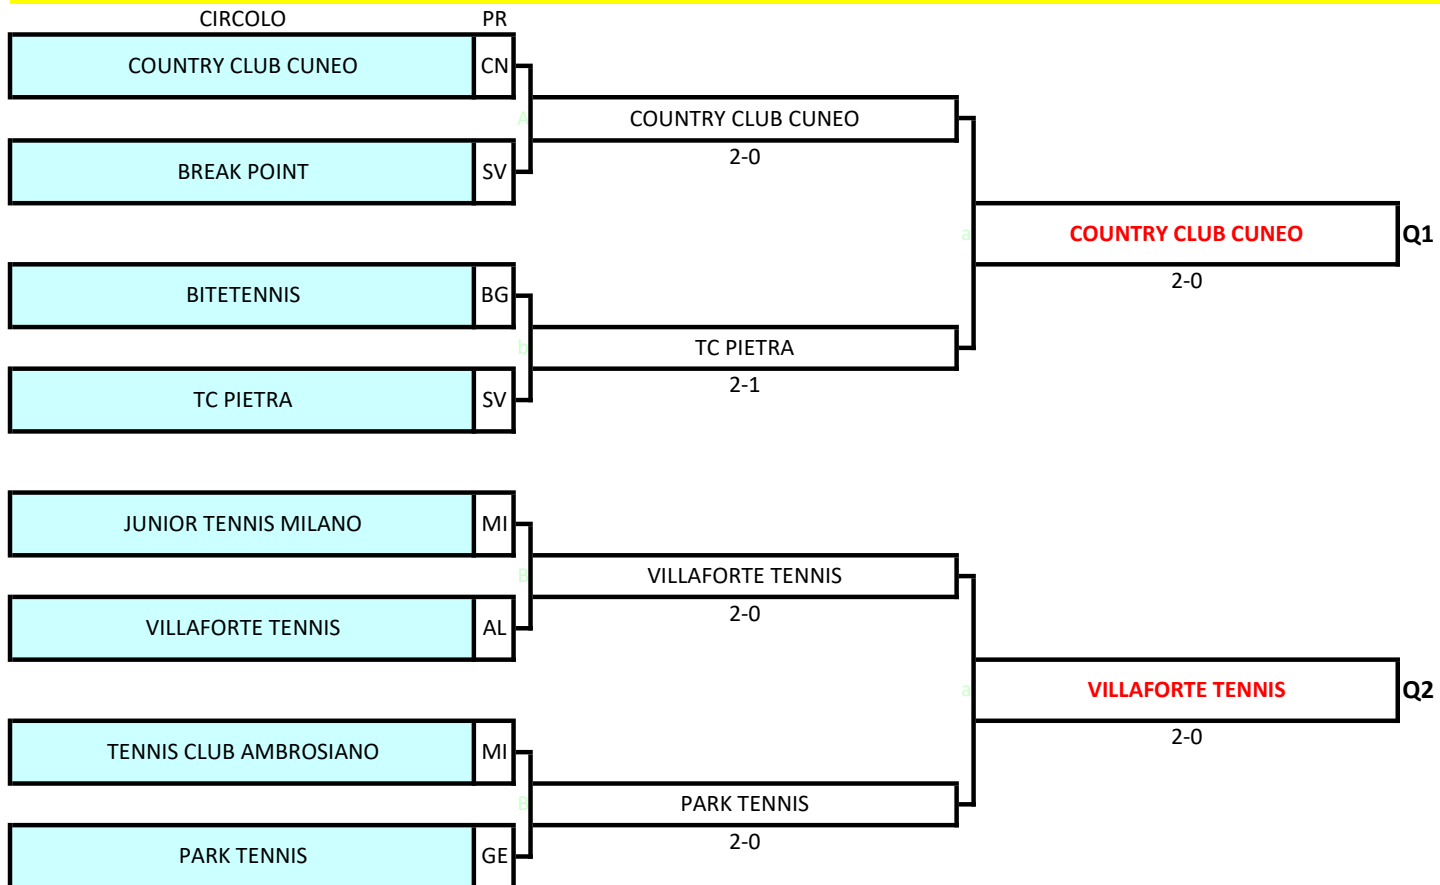 CIRCOLO PR
COUNTRY CLUB CUNEO CN
A
COUNTRY CLUB CUNEO
2-0
BREAK POINT SV
a
COUNTRY CLUB CUNEO Q1
2-0
BITETENNIS BG
b
TC PIETRA
2-1
TC PIETRA SV
JUNIOR TENNIS MILANO MI
B
VILLAFORTE TENNIS
2-0
VILLAFORTE TENNIS AL
a
VILLAFORTE TENNIS Q2
2-0
TENNIS CLUB AMBROSIANO MI
B
PARK TENNIS
2-0
PARK TENNIS GE